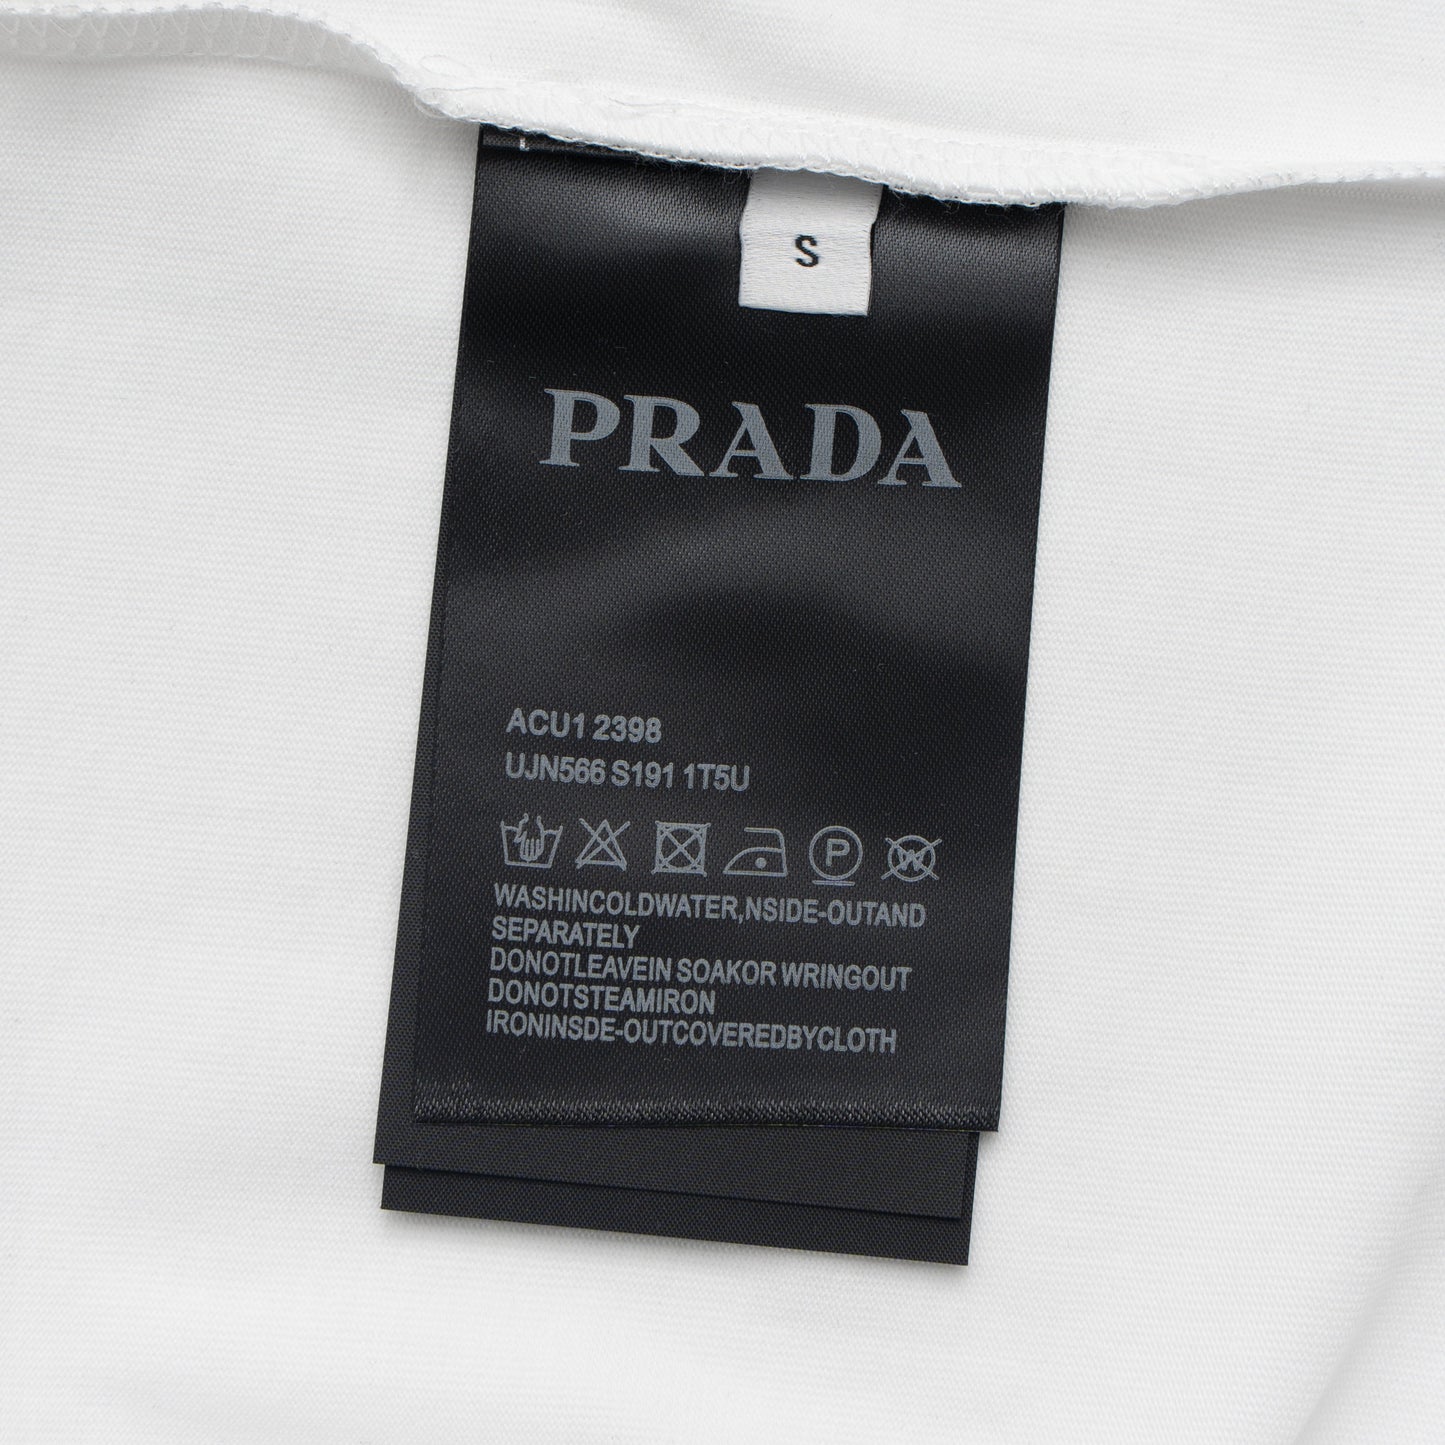 S
PRADA
ACU1 2398
UJN566 S191 1T5U
P
W
WASHINCOLDWATER,NSIDE-OUTAND
SEPARATELY
DONOTLEAVEIN SOAKOR WRINGOUT
DONOTSTEAMIRON
IRONINSDE-OUTCOVEREDBYCLOTH